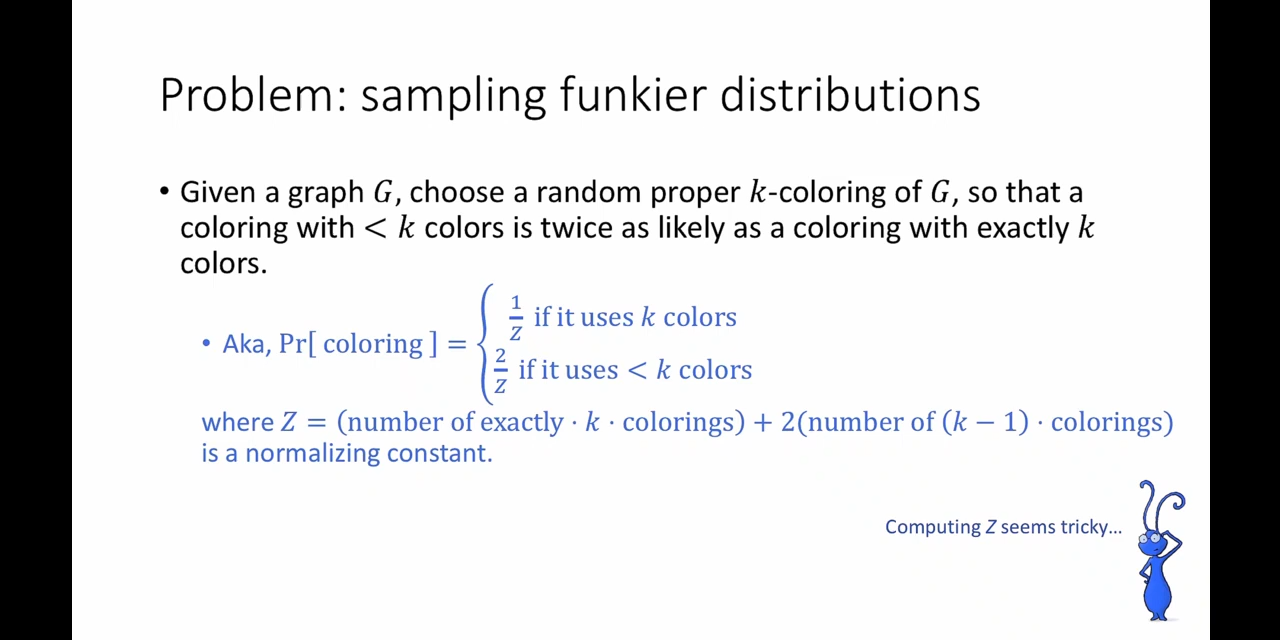 Problem: sampling funkier distributions
• Given a graph G, choose a random proper k-coloring of G, so that a
coloring with < k colors is twice as likely as a coloring with exactly k
colors.
• Aka, Pr[ coloring ] = { 1/Z if it uses k colors
2/Z if it uses < k colors
where Z = (number of exactly · k · colorings) + 2(number of (k − 1) · colorings)
is a normalizing constant.
Computing Z seems tricky...